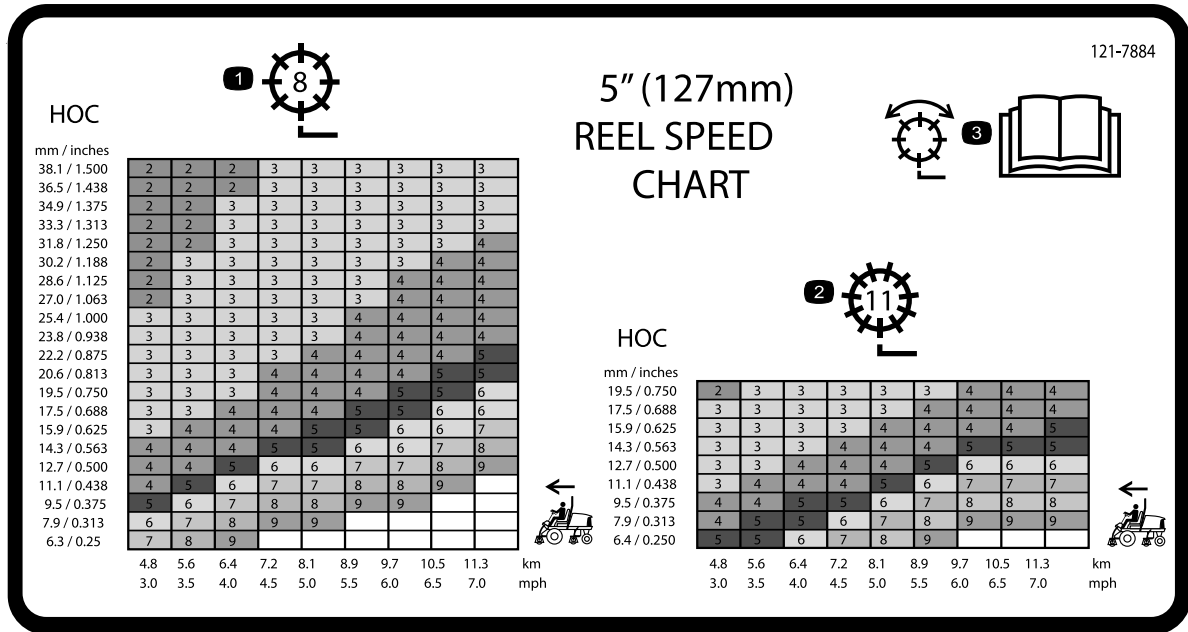 121-7884
1
8
5” (127mm)
REEL SPEED
CHART
3
HOC
mm / inches
38.1 / 1.500 2 2 2 3 3 3 3 3 3
36.5 / 1.438 2 2 2 3 3 3 3 3 3
34.9 / 1.375 2 2 3 3 3 3 3 3 3
33.3 / 1.313 2 2 3 3 3 3 3 3 3
31.8 / 1.250 2 2 3 3 3 3 3 3 4
30.2 / 1.188 2 3 3 3 3 3 3 4 4
28.6 / 1.125 2 3 3 3 3 3 4 4 4
27.0 / 1.063 2 3 3 3 3 3 4 4 4
25.4 / 1.000 3 3 3 3 3 4 4 4 4
23.8 / 0.938 3 3 3 3 3 4 4 4 4
22.2 / 0.875 3 3 3 3 4 4 4 4 5
20.6 / 0.813 3 3 3 4 4 4 4 5 5
19.5 / 0.750 3 3 3 4 4 4 5 5 6
17.5 / 0.688 3 3 4 4 4 5 5 6 6
15.9 / 0.625 3 4 4 4 5 5 6 6 7
14.3 / 0.563 4 4 4 5 5 6 6 7 8
12.7 / 0.500 4 4 5 6 6 7 7 8 9
11.1 / 0.438 4 5 6 7 7 8 8 9
9.5 / 0.375 5 6 7 8 8 9 9
7.9 / 0.313 6 7 8 9 9
6.3 / 0.25 7 8 9
4.8 5.6 6.4 7.2 8.1 8.9 9.7 10.5 11.3 km
3.0 3.5 4.0 4.5 5.0 5.5 6.0 6.5 7.0 mph
2
11
HOC
mm / inches
19.5 / 0.750 2 3 3 3 3 3 4 4 4
17.5 / 0.688 3 3 3 3 3 4 4 4 4
15.9 / 0.625 3 3 3 3 4 4 4 4 5
14.3 / 0.563 3 3 3 4 4 4 5 5 5
12.7 / 0.500 3 3 4 4 4 5 6 6 6
11.1 / 0.438 3 4 4 4 5 6 7 7 7
9.5 / 0.375 4 4 5 5 6 7 8 8 8
7.9 / 0.313 4 5 5 6 7 8 9 9 9
6.4 / 0.250 5 5 6 7 8 9
4.8 5.6 6.4 7.2 8.1 8.9 9.7 10.5 11.3 km
3.0 3.5 4.0 4.5 5.0 5.5 6.0 6.5 7.0 mph